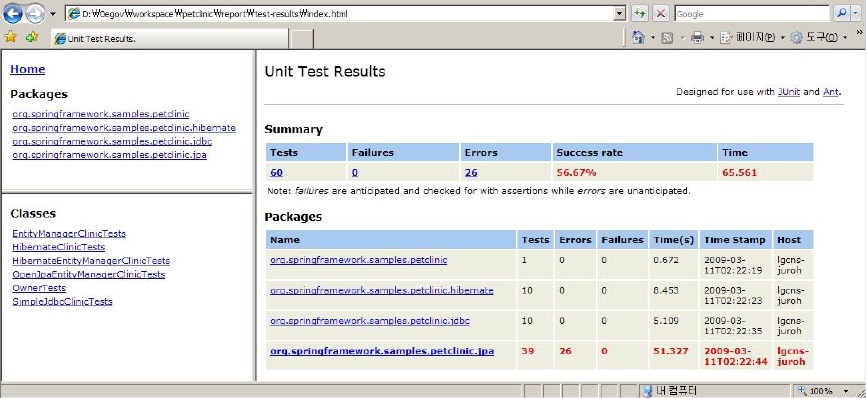 D:\0egov\workspace\petclinic\report\test-results\index.html
Google
Unit Test Results.
페이지(P)
도구(O)
Home
Packages
org.springframework.samples.petclinic
org.springframework.samples.petclinic.hibernate
org.springframework.samples.petclinic.jdbc
org.springframework.samples.petclinic.jpa
Classes
EntityManagerClinicTests
HibernateClinicTests
HibernateEntityManagerClinicTests
OpenJpaEntityManagerClinicTests
OwnerTests
SimpleJdbcClinicTests
Unit Test Results
Designed for use with JUnit and Ant.
Summary
Tests Failures Errors Success rate Time
60 0 26 56.67% 65.561
Note: failures are anticipated and checked for with assertions while errors are unanticipated.
Packages
Name Tests Errors Failures Time(s) Time Stamp Host
org.springframework.samples.petclinic 1 0 0 0.672 2009-03-11T02:22:19 lgcns-juroh
org.springframework.samples.petclinic.hibernate 10 0 0 8.453 2009-03-11T02:22:23 lgcns-juroh
org.springframework.samples.petclinic.jdbc 10 0 0 5.109 2009-03-11T02:22:35 lgcns-juroh
org.springframework.samples.petclinic.jpa 39 26 0 51.327 2009-03-11T02:22:44 lgcns-juroh
내 컴퓨터
100%